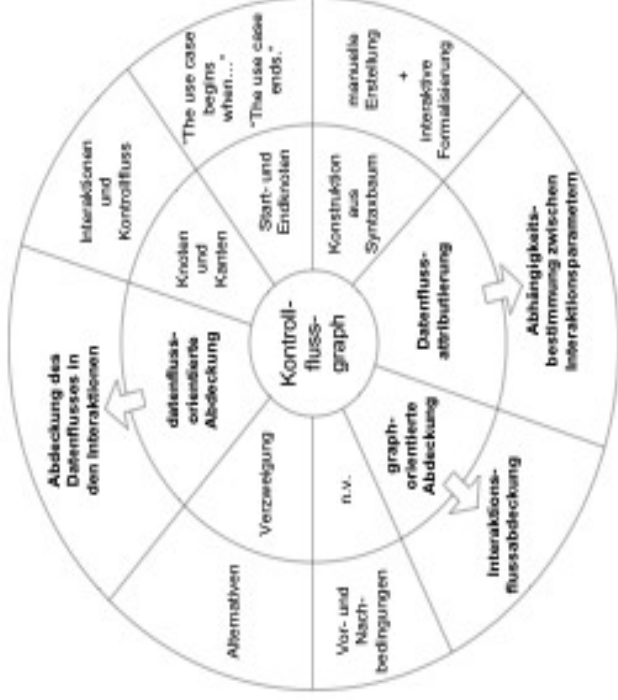 Kontroll-
fluss-
graph
Knoten
und
Kanten
Start- und
Endknoten
Konstruktion
aus
Syntaxbaum
Datenfluss-
attributierung
graph-
orientierte
Abdeckung
n.v.
Verzweigung
datenfluss-
orientierte
Abdeckung
Interaktionen
und
Kontrollfluss
"The use case
begins
when..."
"The use case
ends."
manuelle
Erstellung
+
interaktive
Formalisierung
Abhängigkeits-
bestimmung zwischen
Interaktionsparametern
Interaktions-
flussabdeckung
Vor- und
Nach-
bedingungen
Alternativen
Abdeckung des
Datenflusses in
den Interaktionen